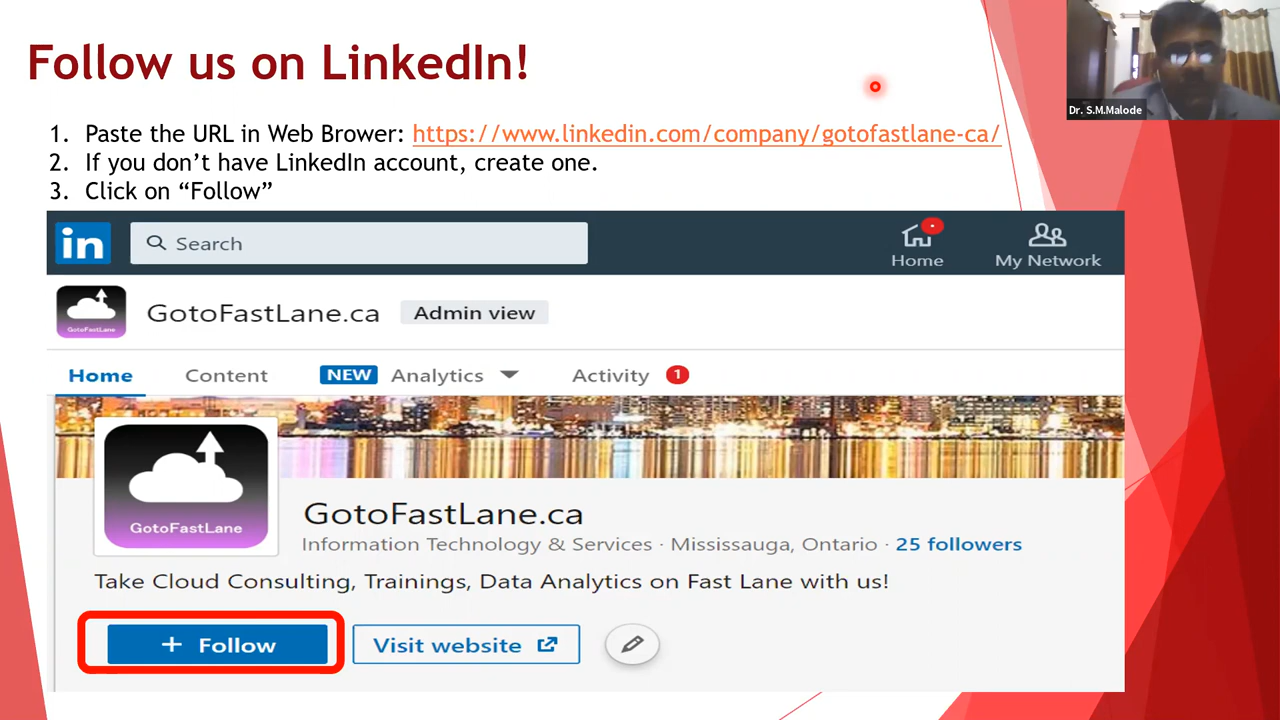 Follow us on LinkedIn!
Dr. S.M.Malode
1. Paste the URL in Web Brower: https://www.linkedin.com/company/gotofastlane-ca/
2. If you don’t have LinkedIn account, create one.
3. Click on “Follow”
in Search Home My Network
GotoFastLane
GotoFastLane.ca Admin view
Home Content NEW Analytics Activity 1
GotoFastLane
GotoFastLane.ca
Information Technology & Services · Mississauga, Ontario · 25 followers
Take Cloud Consulting, Trainings, Data Analytics on Fast Lane with us!
+ Follow Visit website